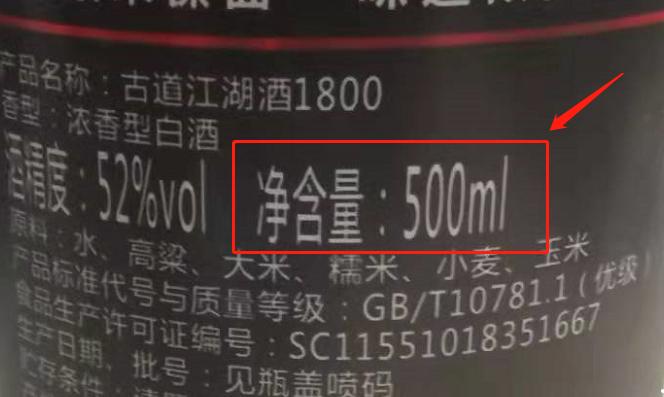 产品名称：古道江湖酒1800
香型：浓香型白酒
酒精度：52%vol 净含量：500ml
原料：水、高粱、大米、糯米、小麦、玉米
产品标准代号与质量等级：GB/T10781.1（优级）
食品生产许可证编号：SC11551018351667
生产日期、批号：见瓶盖喷码
贮存条件：